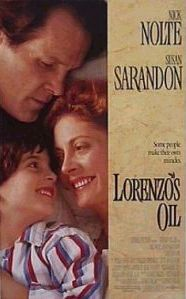 NICK
NOLTE
SUSAN
SARANDON
Some people
make their own
miracles.
LORENZO'S
OIL